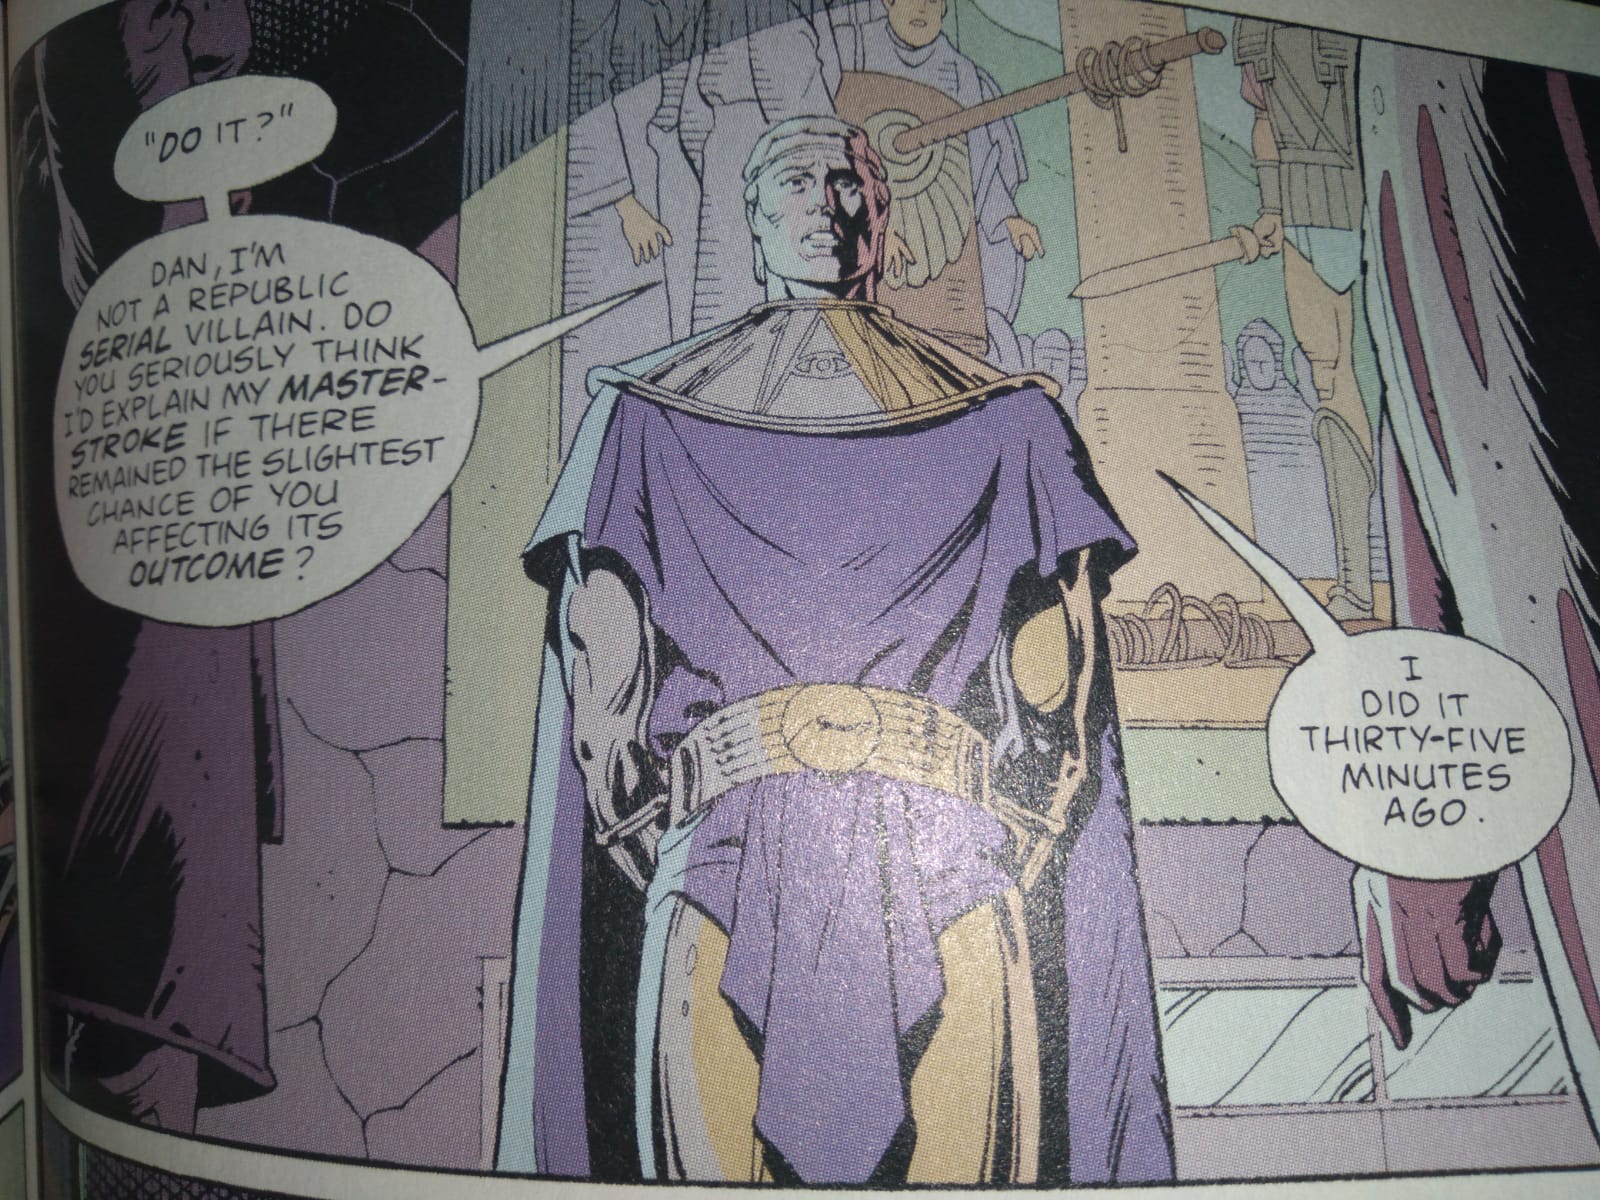 "DO IT?"
DAN, I'M
NOT A REPUBLIC
SERIAL VILLAIN. DO
YOU SERIOUSLY THINK
I'D EXPLAIN MY MASTER-
STROKE IF THERE
REMAINED THE SLIGHTEST
CHANCE OF YOU
AFFECTING ITS
OUTCOME?
I
DID IT
THIRTY-FIVE
MINUTES
AGO.